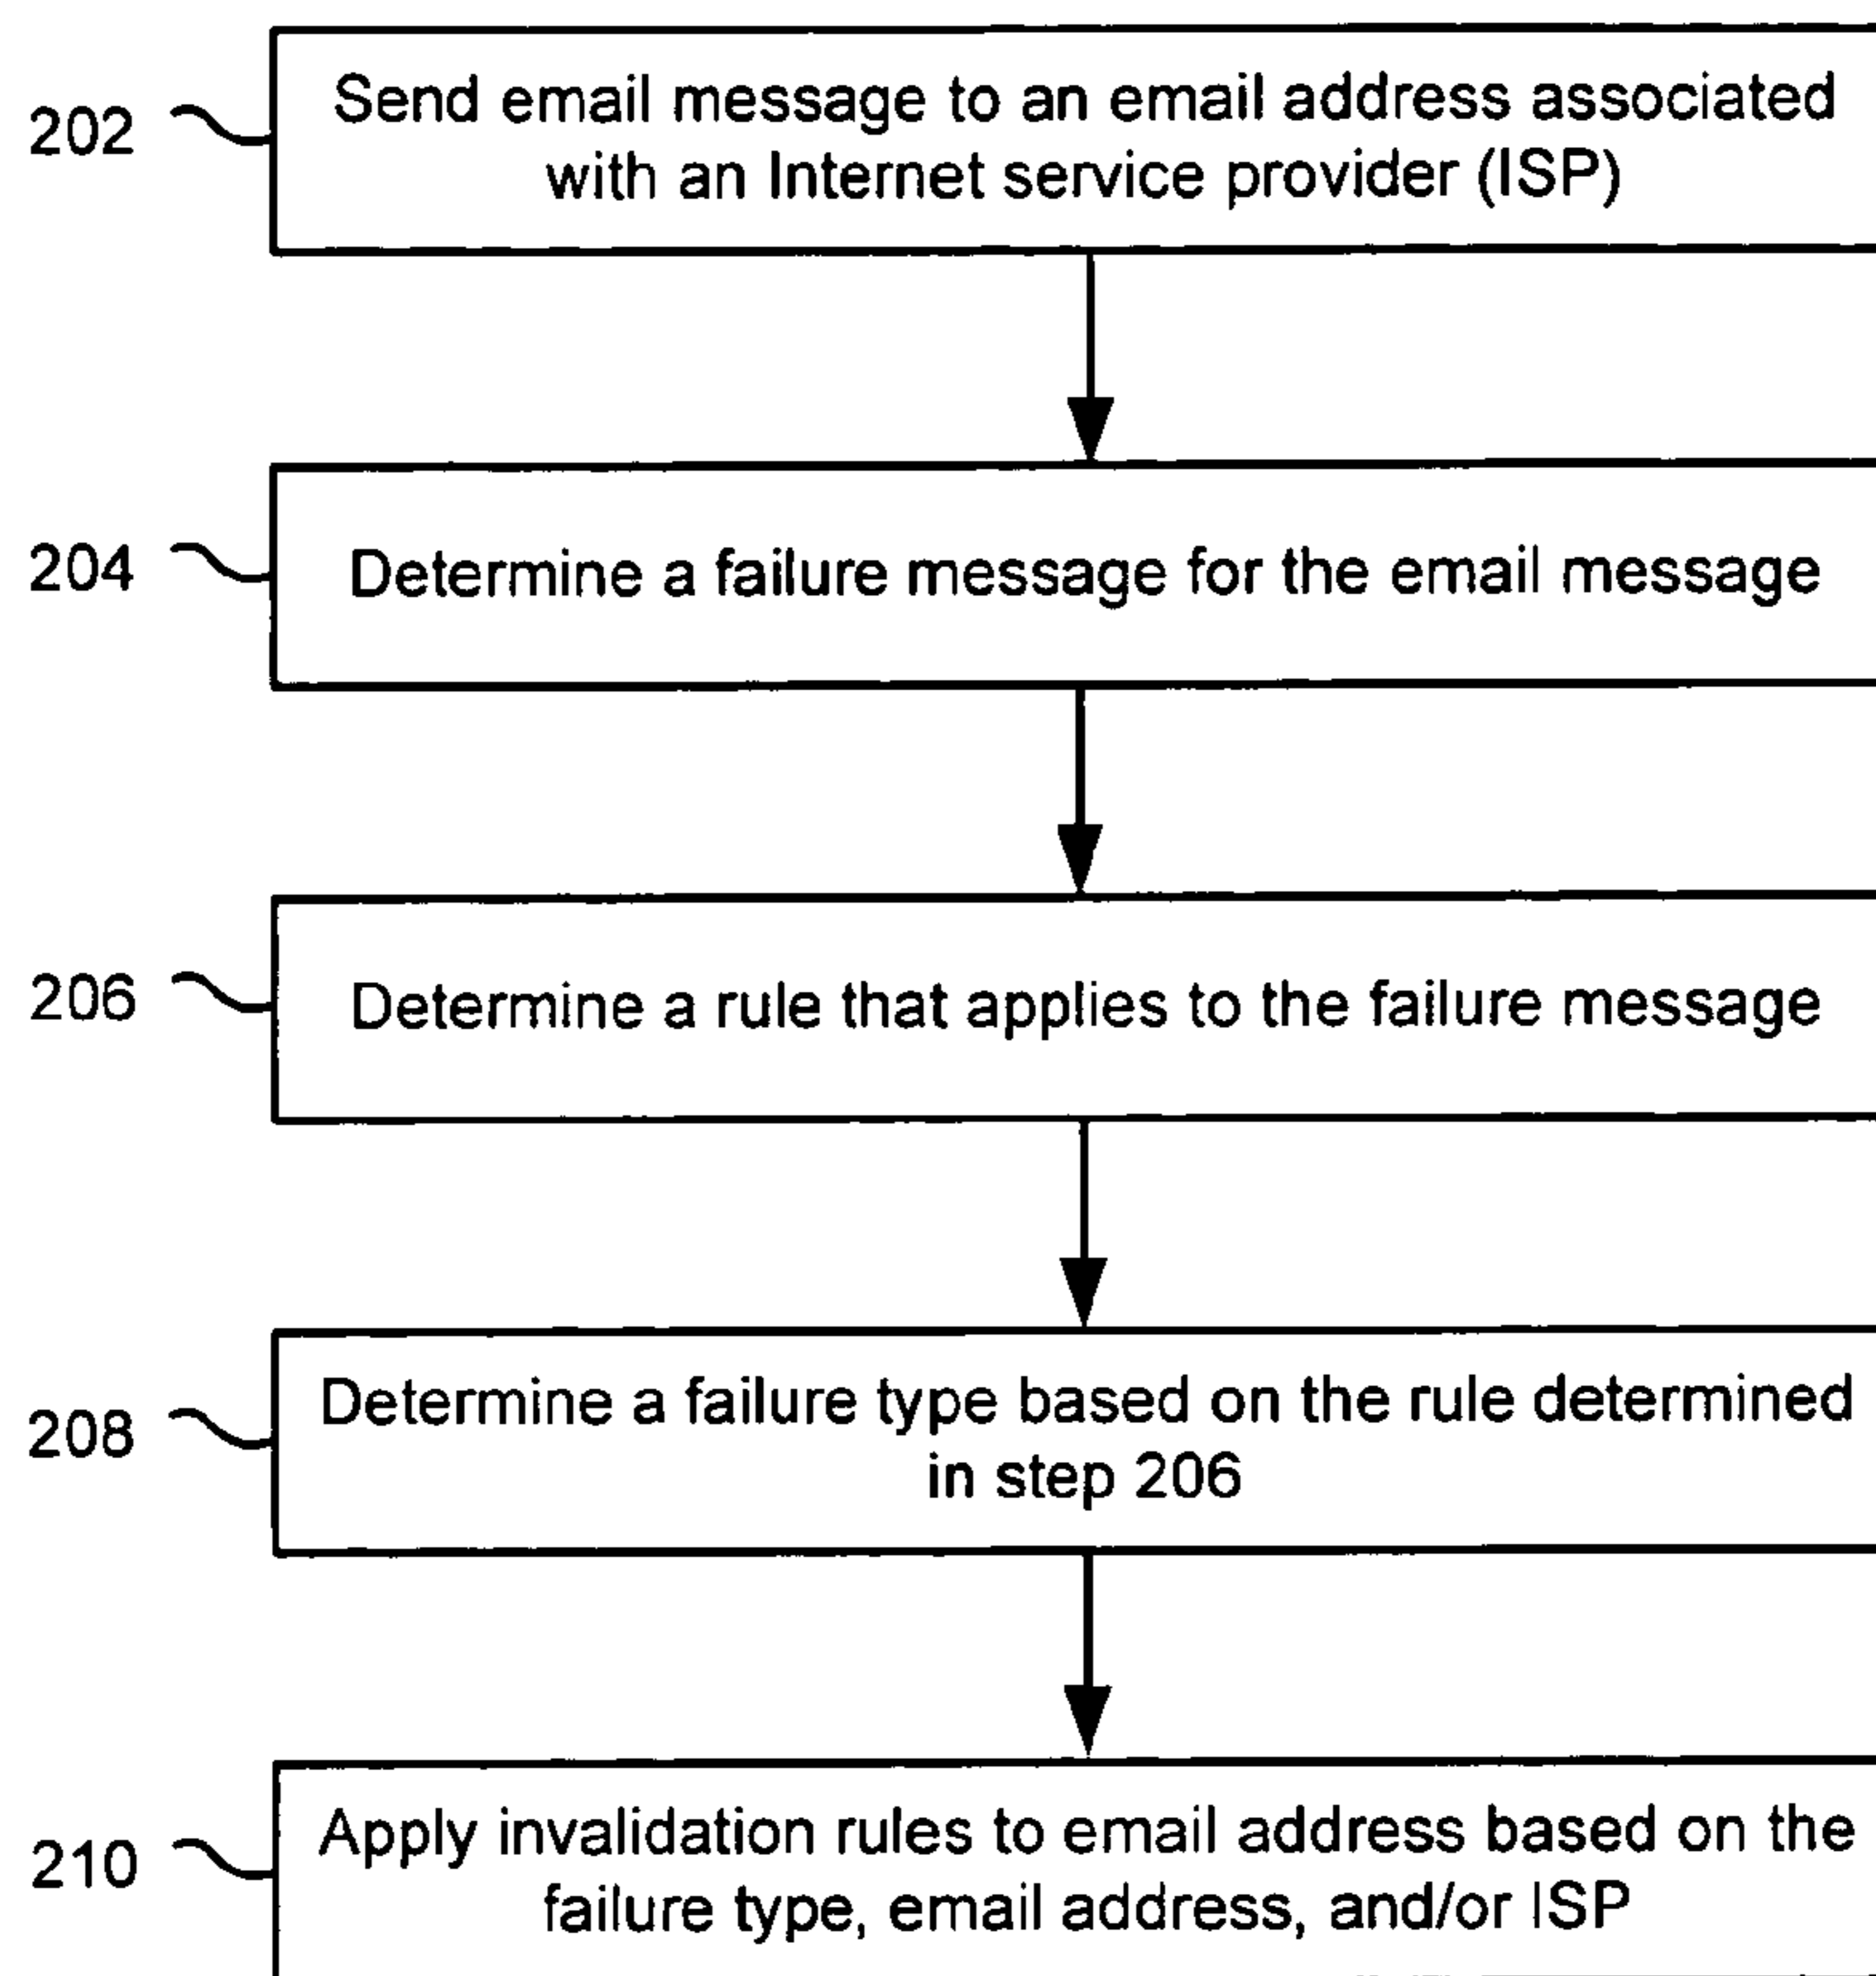 202
Send email message to an email address associated
with an Internet service provider (ISP)
204
Determine a failure message for the email message
206
Determine a rule that applies to the failure message
208
Determine a failure type based on the rule determined
in step 206
210
Apply invalidation rules to email address based on the
failure type, email address, and/or ISP